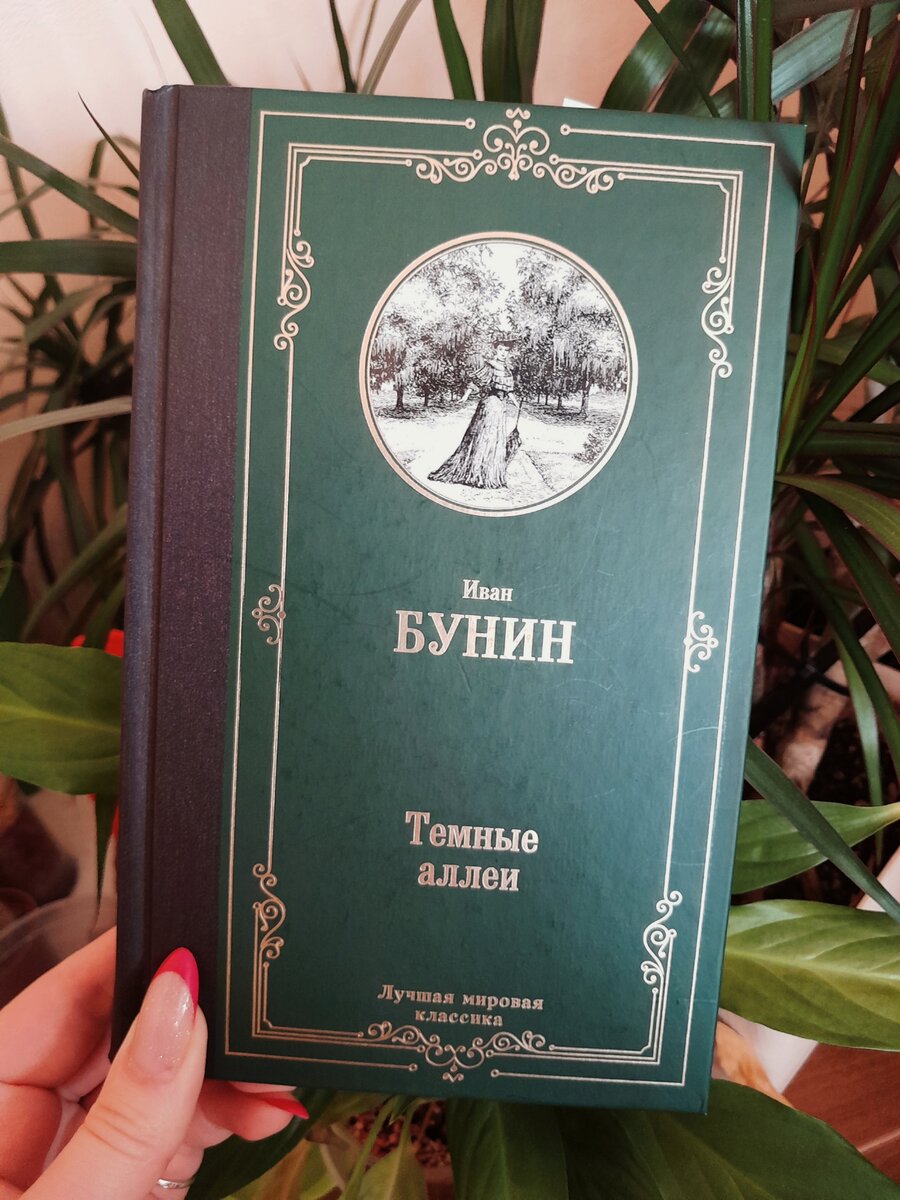 Иван
БУНИН
Темные
аллеи
Лучшая мировая
классика